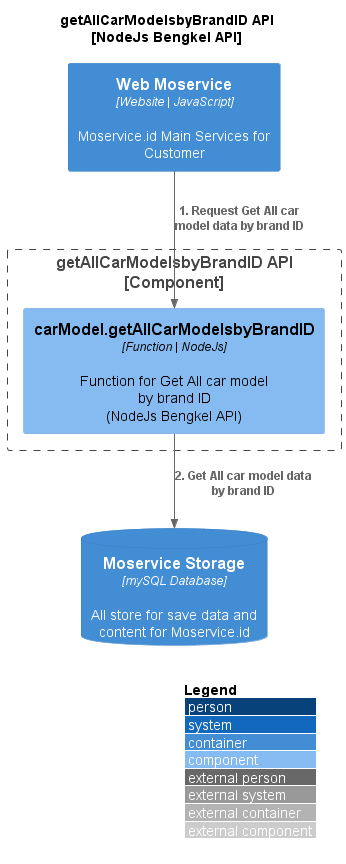 getAllCarModelsbyBrandID API
[NodeJs Bengkel API]
Web Moservice
[Website | JavaScript]
Moservice.id Main Services for
Customer
1. Request Get All car
model data by brand ID
getAllCarModelsbyBrandID API
[Component]
carModel.getAllCarModelsbyBrandID
[Function | NodeJs]
Function for Get All car model
by brand ID
(NodeJs Bengkel API)
2. Get All car model data
by brand ID
Moservice Storage
[mySQL Database]
All store for save data and
content for Moservice.id
Legend
person
system
container
component
external person
external system
external container
external component